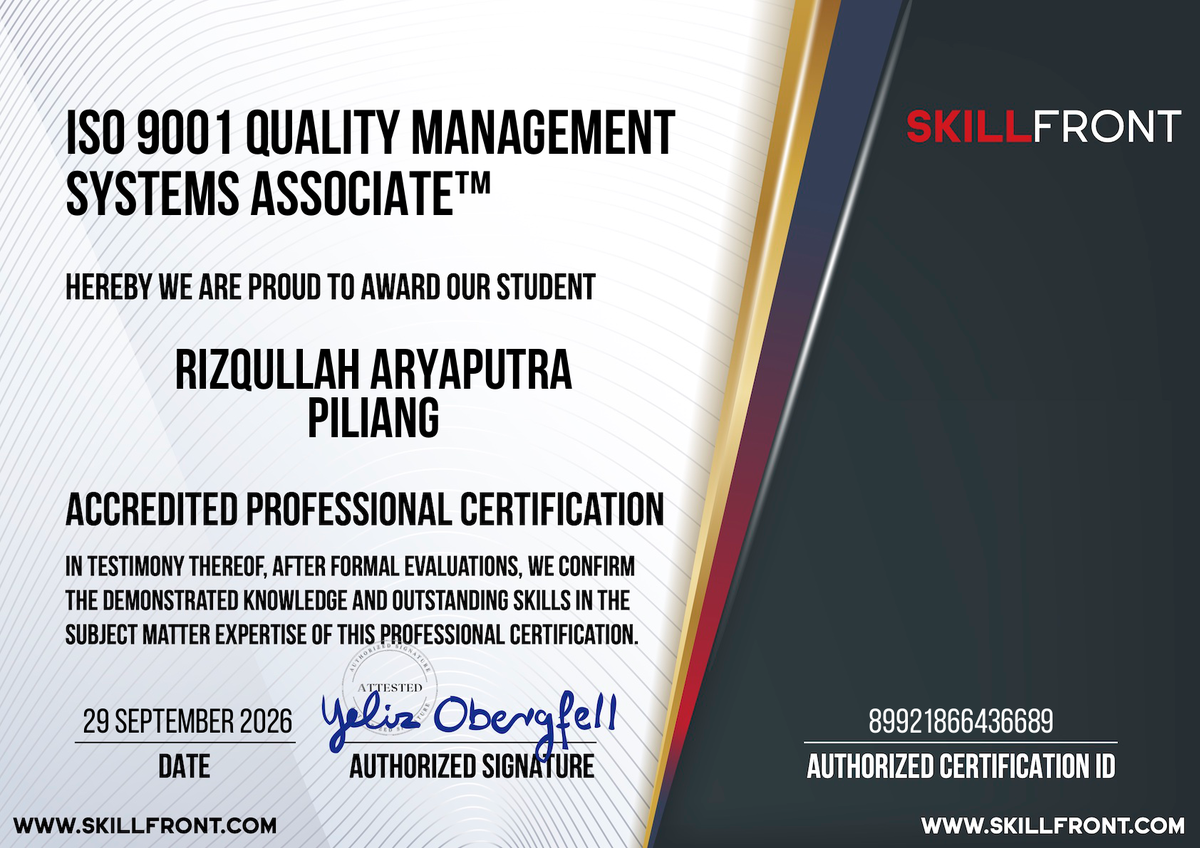 ISO 9001 QUALITY MANAGEMENT
SYSTEMS ASSOCIATE™
SKILLFRONT
HEREBY WE ARE PROUD TO AWARD OUR STUDENT
RIZQULLAH ARYAPUTRA
PILIANG
ACCREDITED PROFESSIONAL CERTIFICATION
IN TESTIMONY THEREOF, AFTER FORMAL EVALUATIONS, WE CONFIRM
THE DEMONSTRATED KNOWLEDGE AND OUTSTANDING SKILLS IN THE
SUBJECT MATTER EXPERTISE OF THIS PROFESSIONAL CERTIFICATION.
AUTHORIZED SIGNATURE
ATTESTED
29 SEPTEMBER 2026
Yeliz Obergfell
89921866436689
DATE
AUTHORIZED SIGNATURE
AUTHORIZED CERTIFICATION ID
WWW.SKILLFRONT.COM
WWW.SKILLFRONT.COM